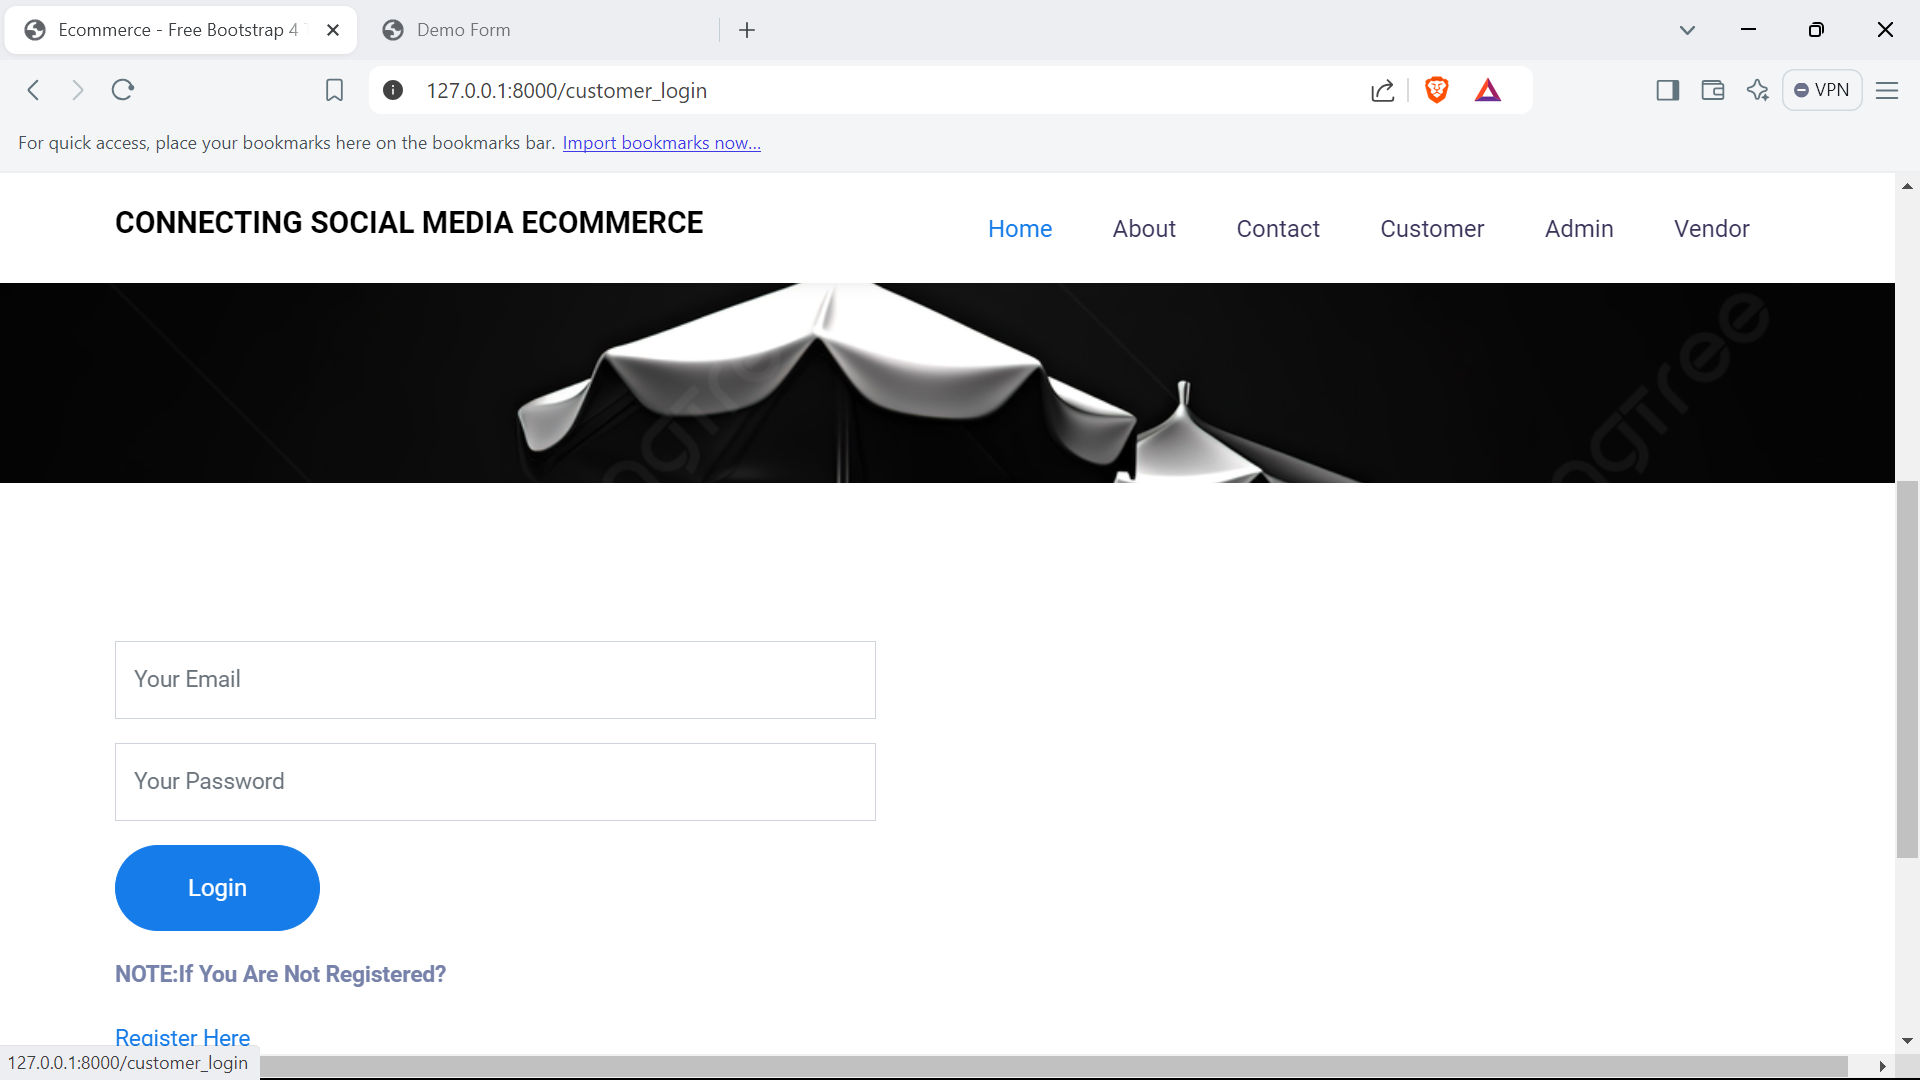 Ecommerce - Free Bootstrap 4
Demo Form
127.0.0.1:8000/customer_login
VPN
For quick access, place your bookmarks here on the bookmarks bar. Import bookmarks now...
CONNECTING SOCIAL MEDIA ECOMMERCE
Home
About
Contact
Customer
Admin
Vendor
Your Email
Your Password
Login
NOTE:If You Are Not Registered?
Register Here
127.0.0.1:8000/customer_login